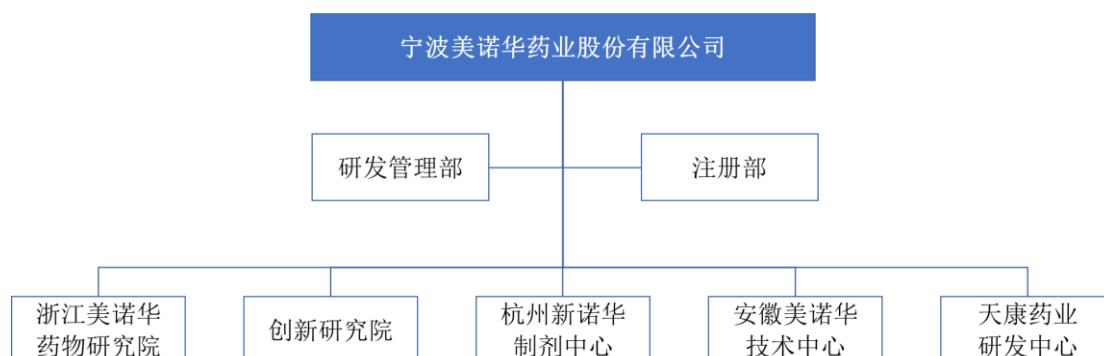 宁波美诺华药业股份有限公司
研发管理部
注册部
浙江美诺华
药物研究院
创新研究院
杭州新诺华
制剂中心
安徽美诺华
技术中心
天康药业
研发中心